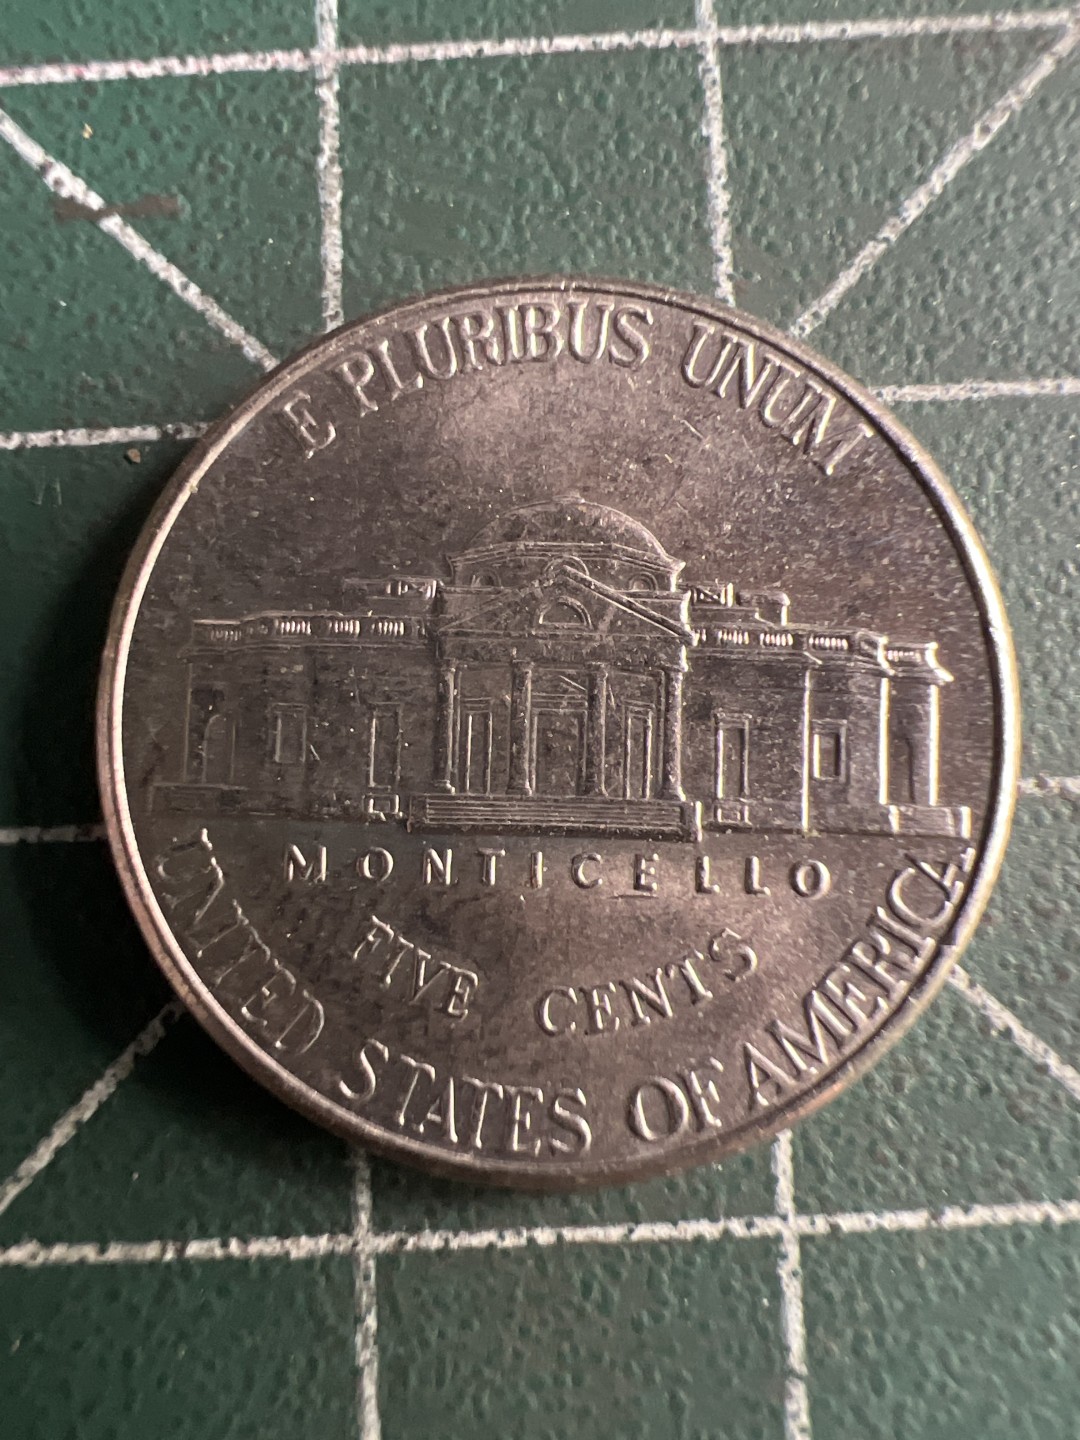 E PLURIBUS UNUM
MONTICELLO
FIVE CENTS
UNITED STATES OF AMERICA